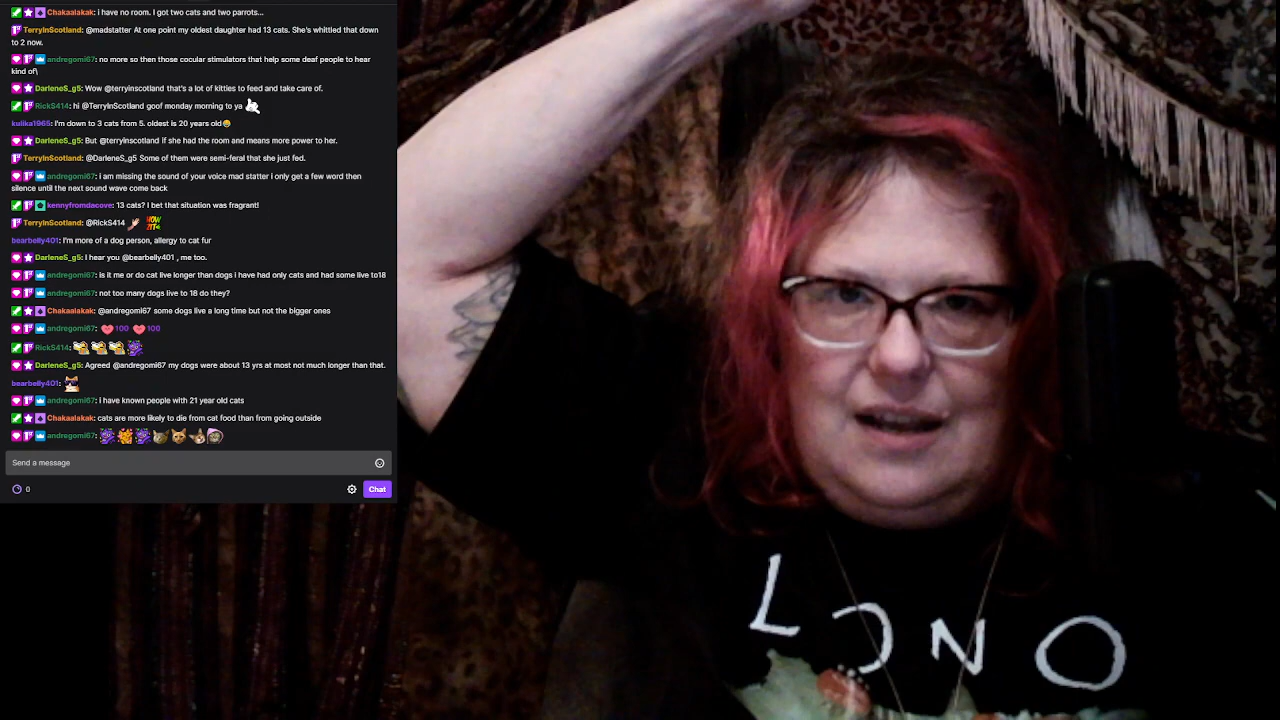 Chakaalakak: i have no room. I got two cats and two parrots...
TerryInScotland: @madstatter At one point my oldest daughter had 13 cats. She's whittled that down
to 2 now.
andregomi67: no more so then those cocular stimulators that help some deaf people to hear
kind of\
DarleneS_g5: Wow @terryinscotland that's a lot of kitties to feed and take care of.
RickS414: hi @TerryInScotland goof monday morning to ya
kulika1965: I'm down to 3 cats from 5. oldest is 20 years old
DarleneS_g5: But @terryinscotland if she had the room and means more power to her.
TerryInScotland: @DarleneS_g5 Some of them were semi-feral that she just fed.
andregomi67: i am missing the sound of your voice mad statter i only get a few word then
silence until the next sound wave come back
kennyfromdacove: 13 cats? I bet that situation was fragrant!
TerryInScotland: @RickS414 HOW ZIT
bearbelly401: I'm more of a dog person, allergy to cat fur
DarleneS_g5: I hear you @bearbelly401 , me too.
andregomi67: is it me or do cat live longer than dogs i have had only cats and had some live to18
andregomi67: not too many dogs live to 18 do they?
Chakaalakak: @andregomi67 some dogs live a long time but not the bigger ones
andregomi67: 100 100
RickS414:
DarleneS_g5: Agreed @andregomi67 my dogs were about 13 yrs at most not much longer than that.
bearbelly401:
andregomi67: i have known people with 21 year old cats
Chakaalakak: cats are more likely to die from cat food than from going outside
andregomi67:
Send a message
0
Chat
LONO